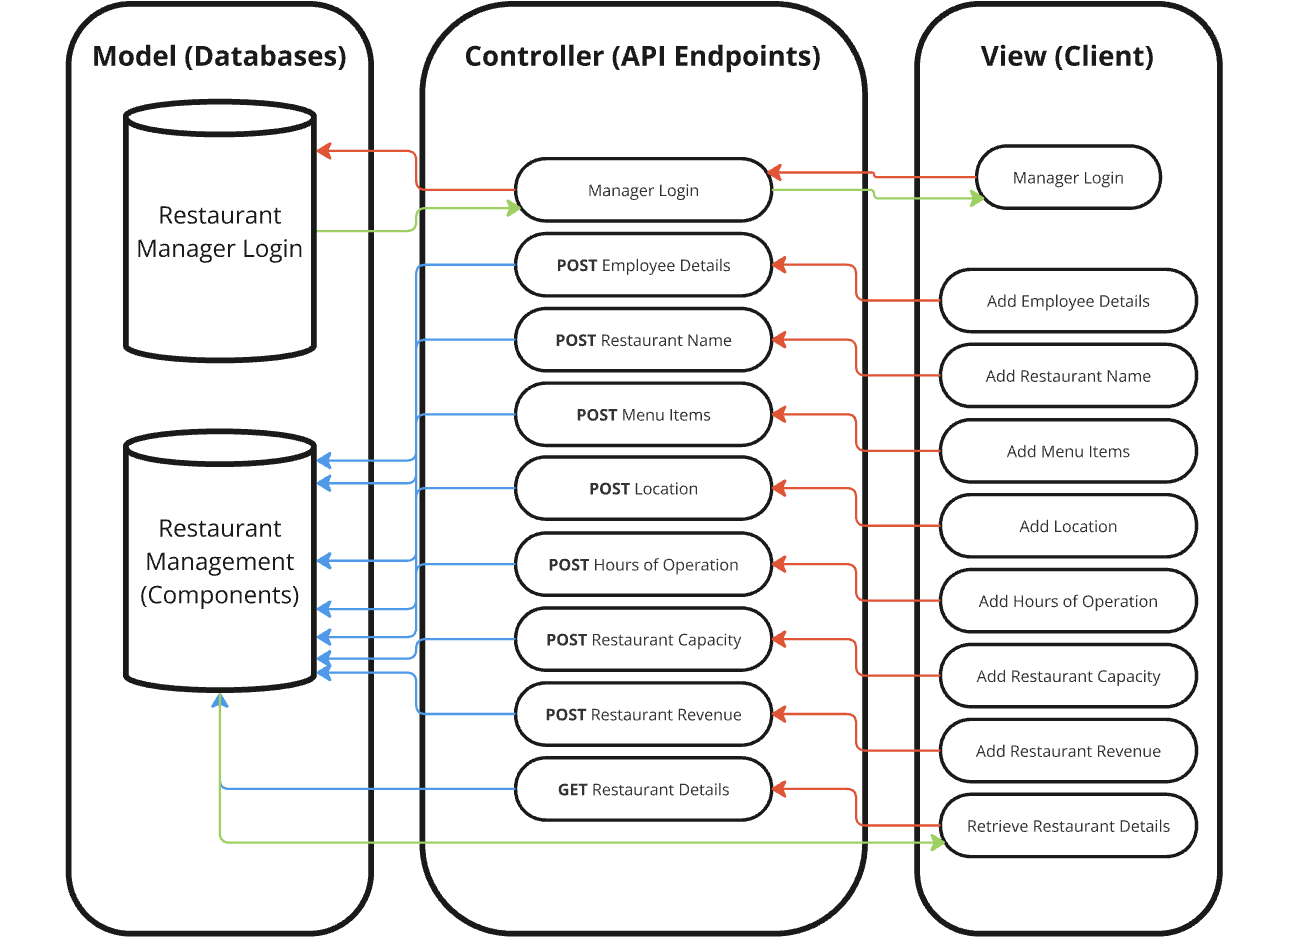 Model (Databases)
Restaurant
Manager Login
Restaurant
Management
(Components)
Controller (API Endpoints)
Manager Login
POST Employee Details
POST Restaurant Name
POST Menu Items
POST Location
POST Hours of Operation
POST Restaurant Capacity
POST Restaurant Revenue
GET Restaurant Details
View (Client)
Manager Login
Add Employee Details
Add Restaurant Name
Add Menu Items
Add Location
Add Hours of Operation
Add Restaurant Capacity
Add Restaurant Revenue
Retrieve Restaurant Details